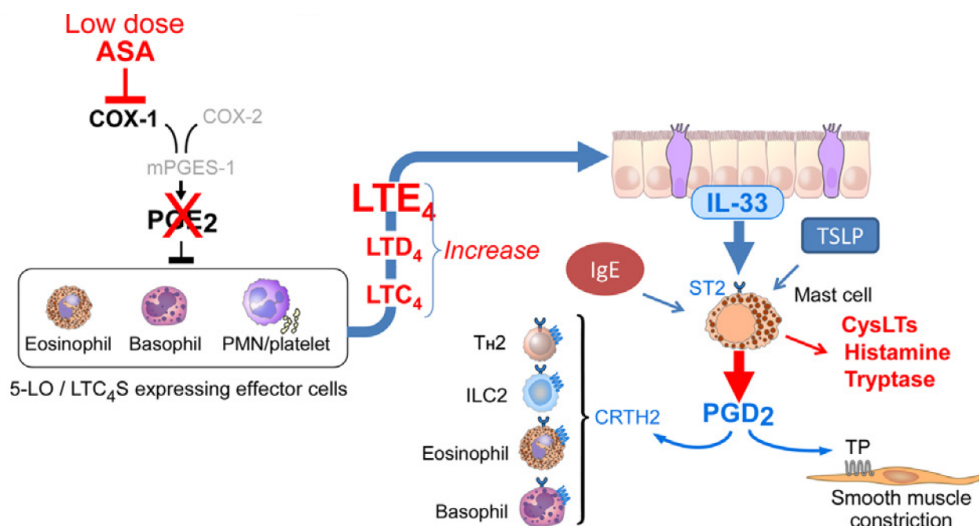 Low dose
ASA
COX-1
COX-2
mPGES-1
PGE2
Eosinophil
Basophil
PMN/platelet
5-LO / LTC4S expressing effector cells
LTE4
LTD4
LTC4
Increase
IL-33
TSLP
IgE
ST2
Mast cell
CysLTs
Histamine
Tryptase
TH2
ILC2
Eosinophil
Basophil
CRTH2
PGD2
TP
Smooth muscle
constriction